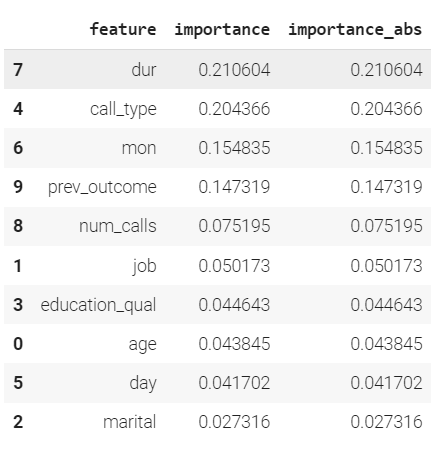 feature importance importance_abs
7 dur 0.210604 0.210604
4 call_type 0.204366 0.204366
6 mon 0.154835 0.154835
9 prev_outcome 0.147319 0.147319
8 num_calls 0.075195 0.075195
1 job 0.050173 0.050173
3 education_qual 0.044643 0.044643
0 age 0.043845 0.043845
5 day 0.041702 0.041702
2 marital 0.027316 0.027316